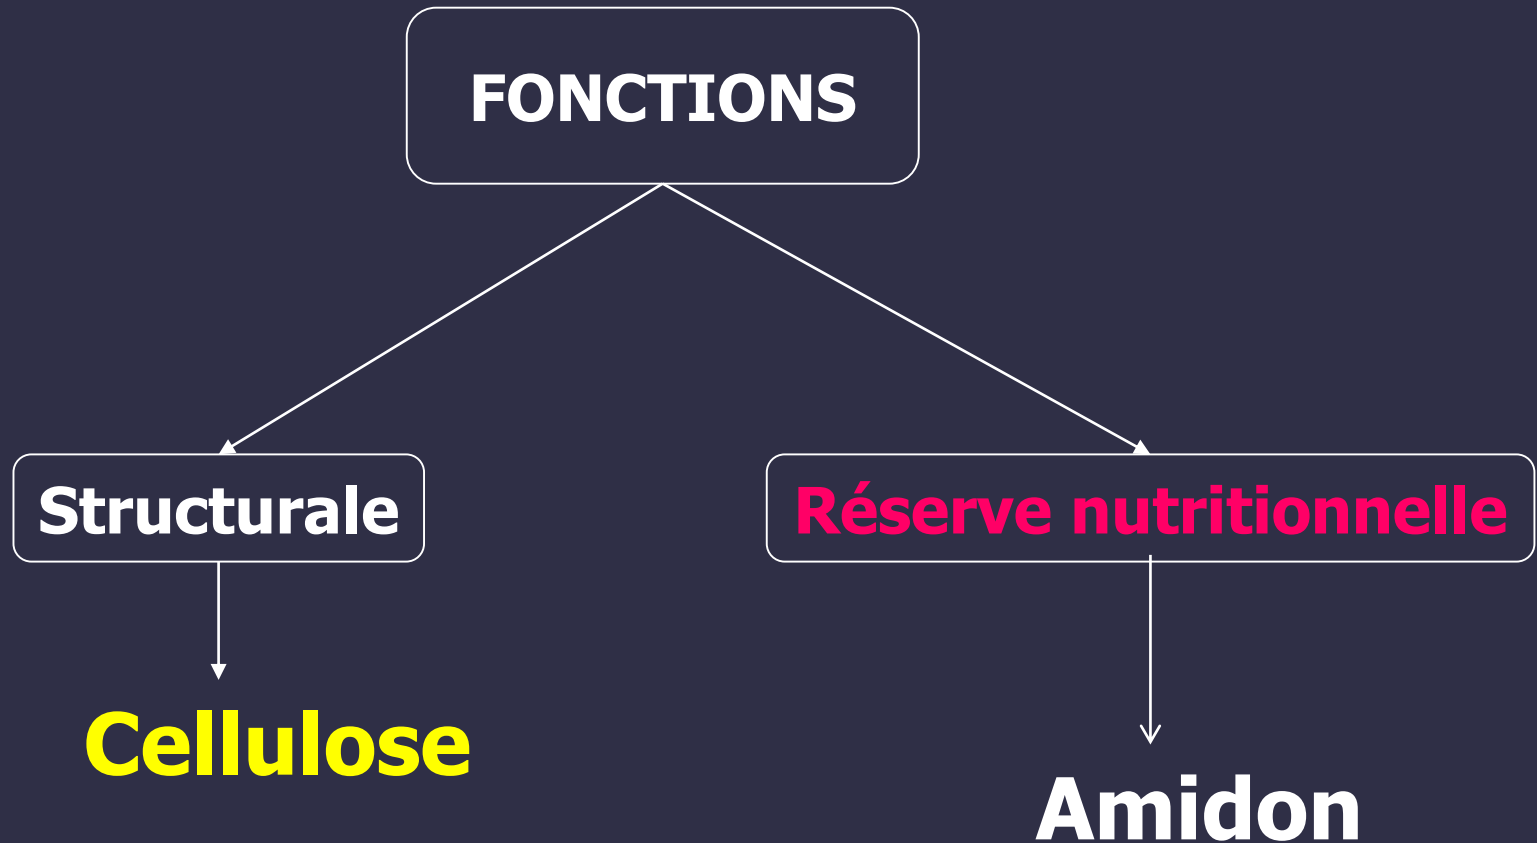 FONCTIONS
Structurale
Réserve nutritionnelle
Cellulose
Amidon